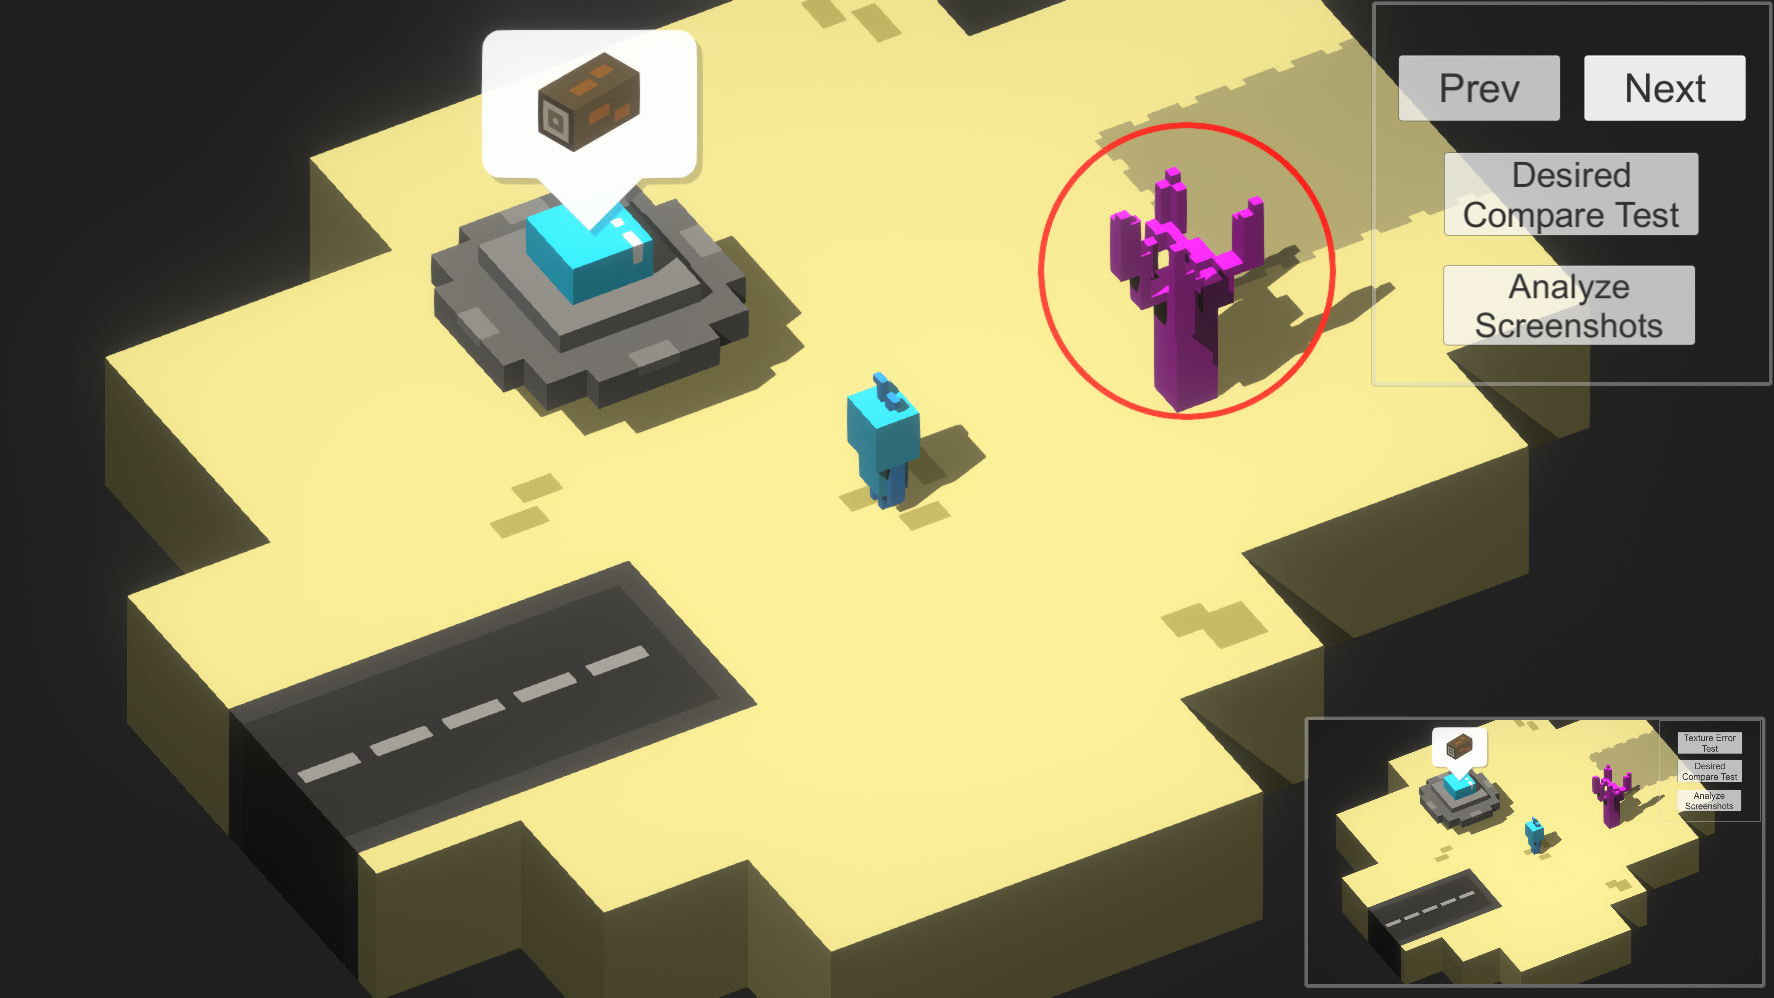 Prev
Next
Desired
Compare Test
Analyze
Screenshots
Texture Error
Test
Desired
Compare Test
Analyze
Screenshots